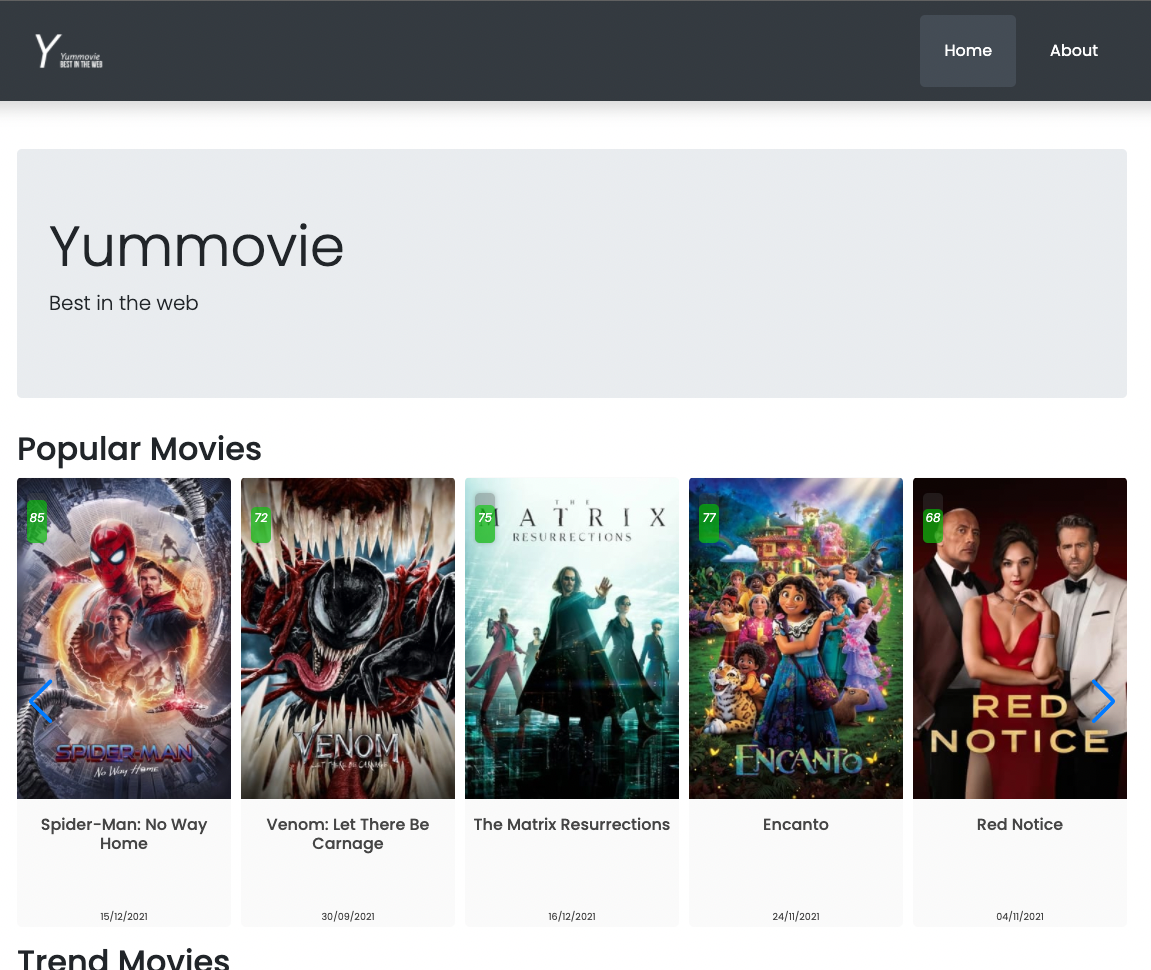 Y Yummovie
BEST IN THE WEB
Home
About
Yummovie
Best in the web
Popular Movies
85
72
75
77
68
THE
MATRIX
RESURRECTIONS
SPIDER-MAN
No Way Home
VENOM
LET THERE BE CARNAGE
ENCANTO
RED
NOTICE
Spider-Man: No Way
Home
Venom: Let There Be
Carnage
The Matrix Resurrections
Encanto
Red Notice
15/12/2021
30/09/2021
16/12/2021
24/11/2021
04/11/2021
Trend Movies